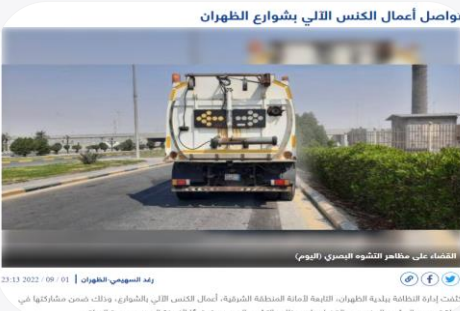 تواصل أعمال الكنس الآلي بشوارع الظهران
القضاء على مظاهر التشوه البصري (اليوم)
رغد السهيمي-الظهران | 01 / 09 / 2022 23:13
كثفت إدارة النظافة ببلدية الظهران، التابعة لأمانة المنطقة الشرقية، أعمال الكنس الآلي بالشوارع، وذلك ضمن مشاركتها في